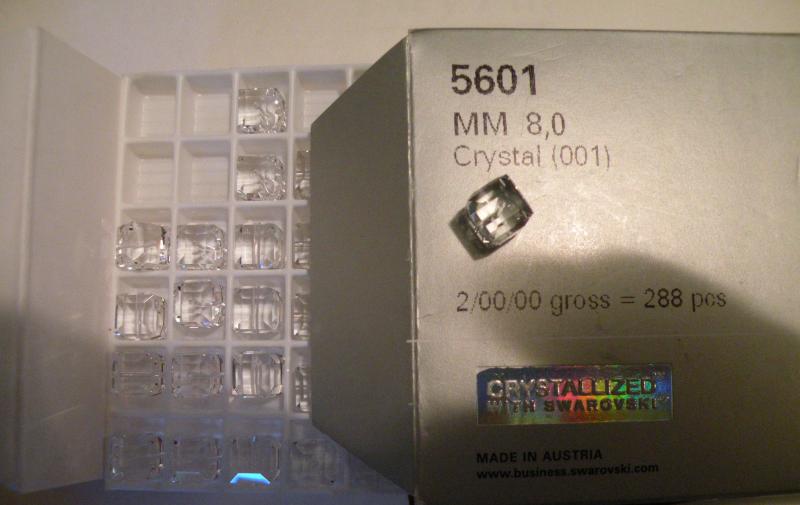 5601
MM 8,0
Crystal (001)
2/00/00 gross = 288 pcs
CRYSTALLIZED™
WITH SWAROVSKI
MADE IN AUSTRIA
www.business.swarovski.com